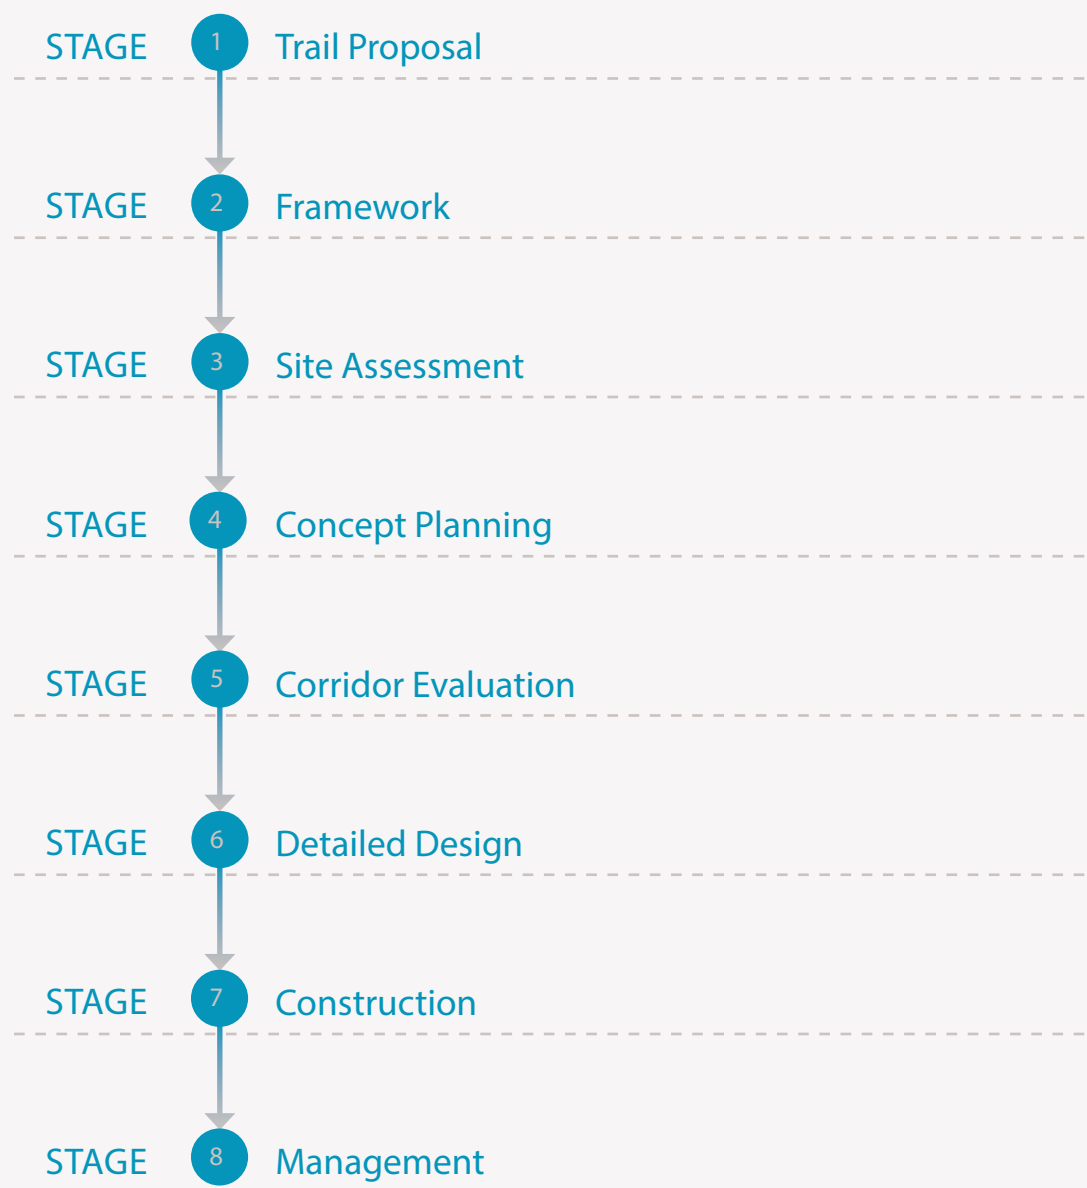 STAGE 1 Trail Proposal
STAGE 2 Framework
STAGE 3 Site Assessment
STAGE 4 Concept Planning
STAGE 5 Corridor Evaluation
STAGE 6 Detailed Design
STAGE 7 Construction
STAGE 8 Management